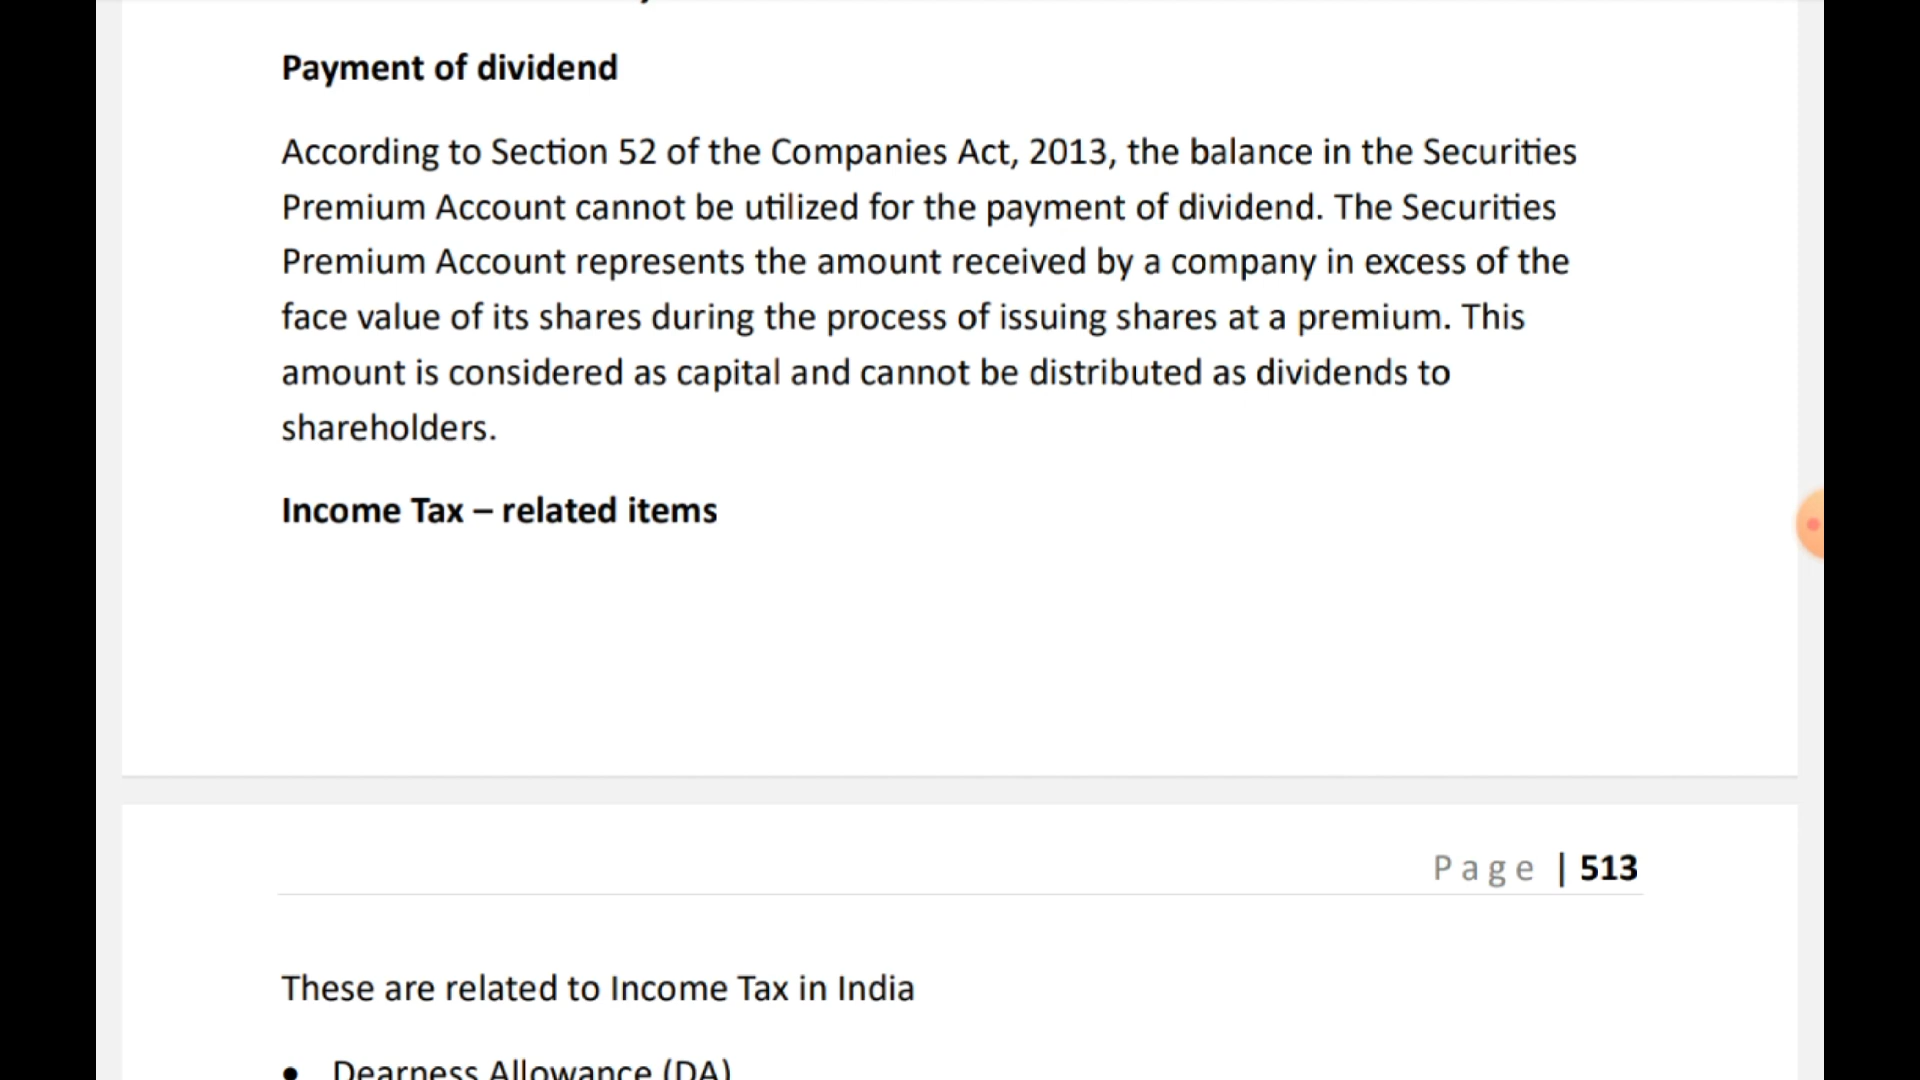 Payment of dividend
According to Section 52 of the Companies Act, 2013, the balance in the Securities
Premium Account cannot be utilized for the payment of dividend. The Securities
Premium Account represents the amount received by a company in excess of the
face value of its shares during the process of issuing shares at a premium. This
amount is considered as capital and cannot be distributed as dividends to
shareholders.
Income Tax – related items
Page | 513
These are related to Income Tax in India
• Dearness Allowance (DA)